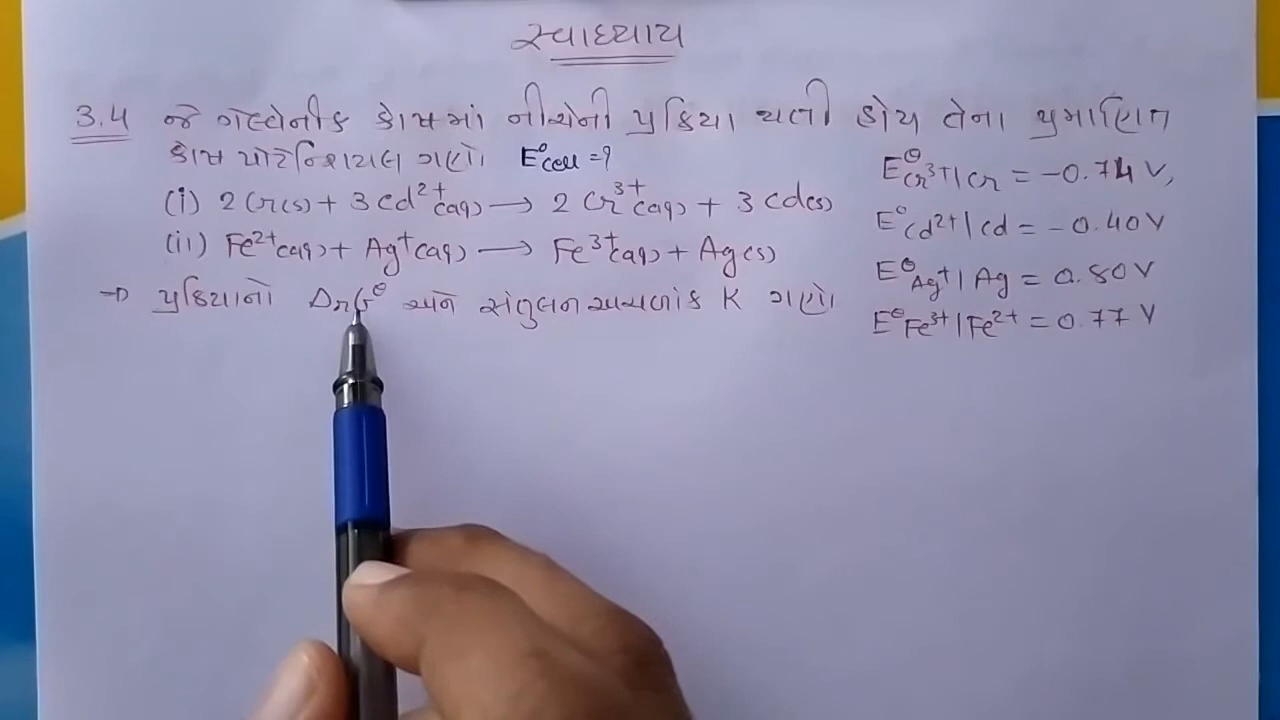 સ્વાધ્યાય
3.4 જે ગેલ્વેનીક કોષમાં નીચેની પ્રક્રિયા થતી હોય તેના પ્રમાણિત
કોષ પોટેન્શિયલ ગણો. E°cell = ?
(i) 2Cr(s) + 3Cd²⁺(aq) → 2Cr³⁺(aq) + 3Cd(s)
(ii) Fe²⁺(aq) + Ag⁺(aq) → Fe³⁺(aq) + Ag(s)
→ પ્રક્રિયાનો ΔrG° અને સંતુલન અચળાંક K ગણો.
E°Cr³⁺|Cr = -0.74 V,
E°Cd²⁺|Cd = -0.40 V
E°Ag⁺|Ag = 0.80 V
E°Fe³⁺|Fe²⁺ = 0.77 V